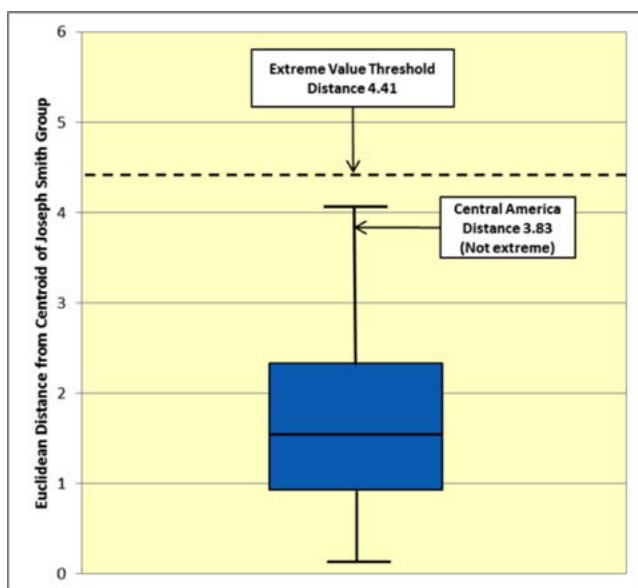 6
Extreme Value Threshold
Distance 4.41
5
4
Central America
Distance 3.83
(Not extreme)
3
2
1
0
Euclidean Distance from Centroid of Joseph Smith Group